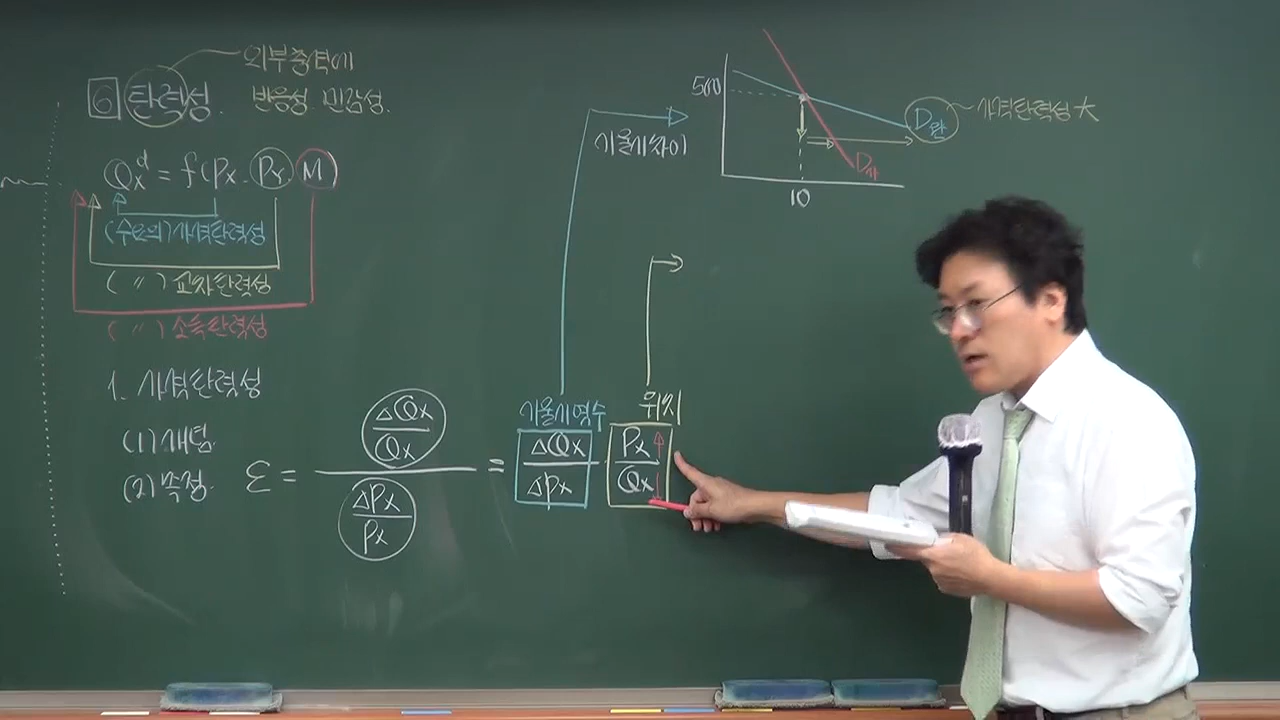 6 탄력성.
외부충격에
반응성. 민감성.
Qxᵈ = f(Px. Py. M)
(수요의)가격탄력성
( 〃 ) 교차탄력성
( 〃 ) 소득탄력성
1. 가격탄력성
(1) 개념.
(2) 측정.
ε = ΔQx/Qx / ΔPx/Px = ΔQx/ΔPx · Px/Qx
기울기역수
위치
기울기차이
500
10
D완
D가
가격탄력성 大